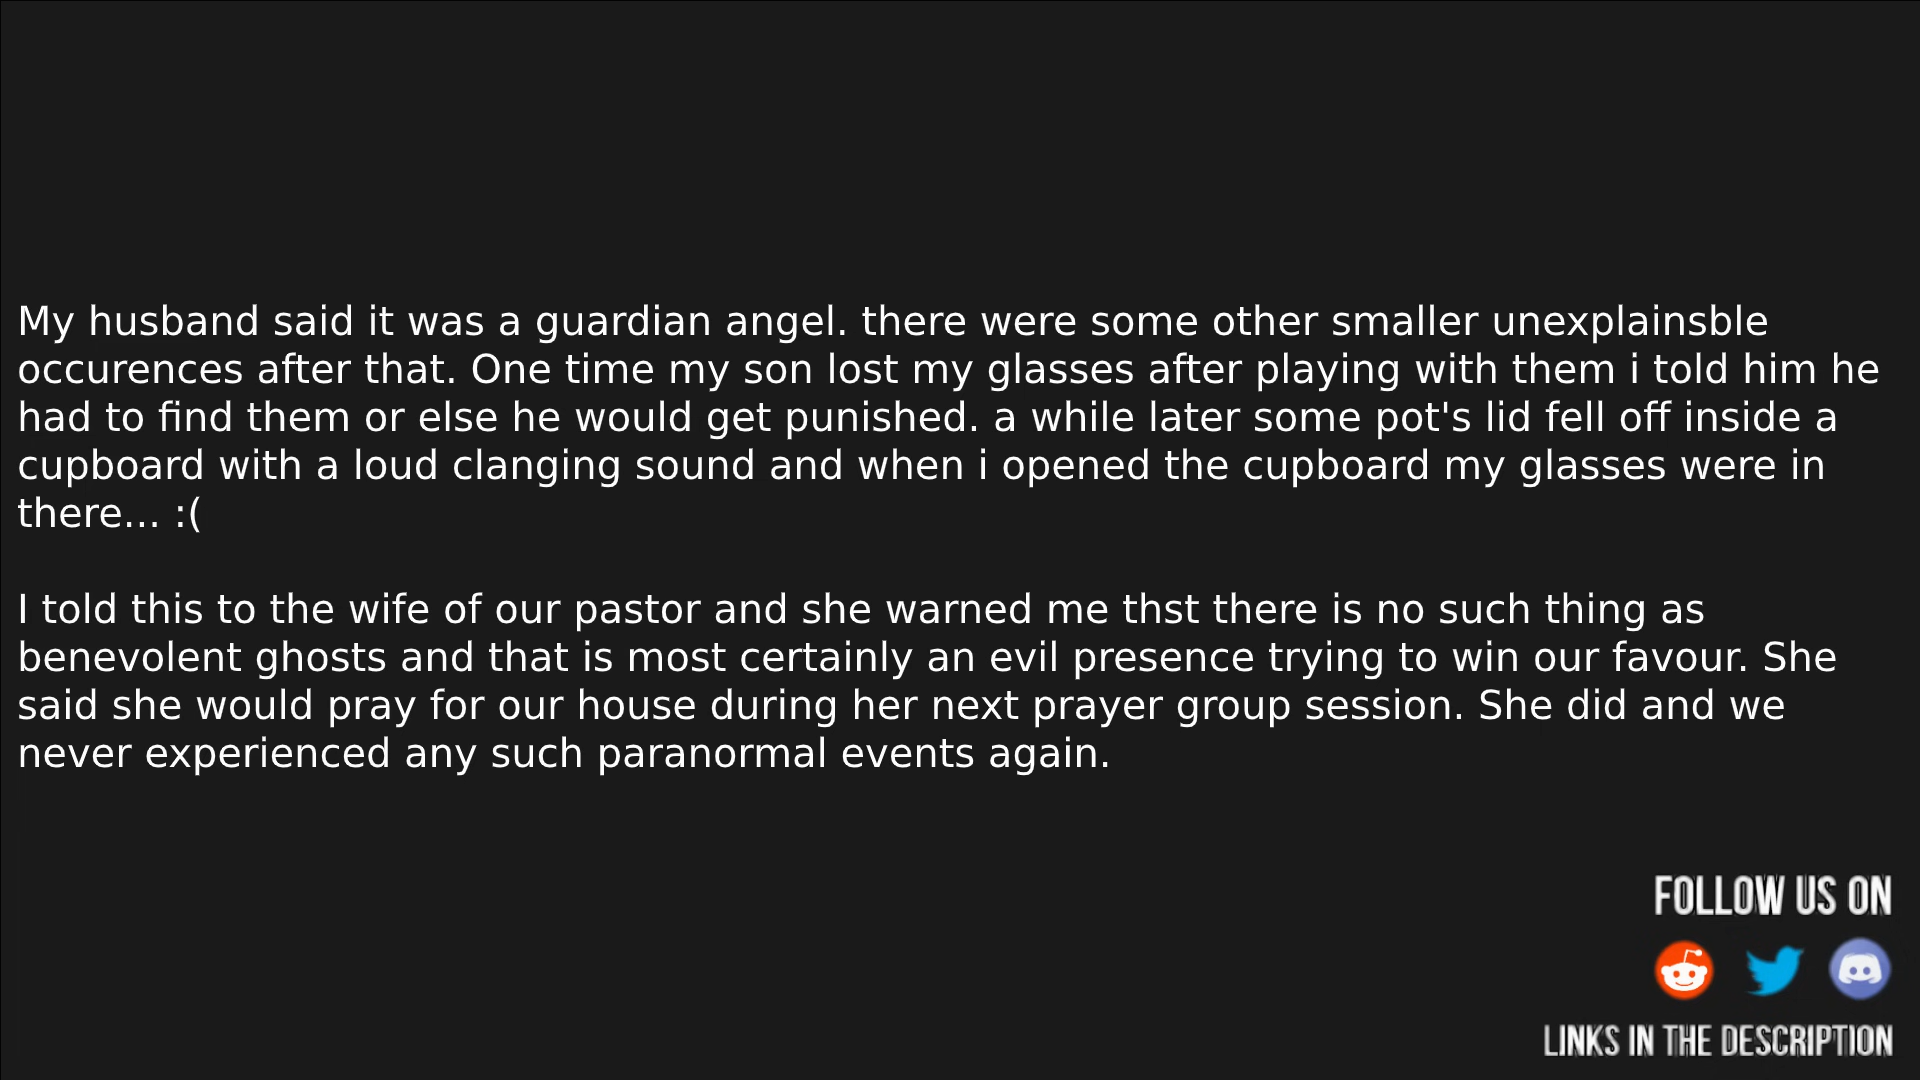 My husband said it was a guardian angel. there were some other smaller unexplainsble
occurences after that. One time my son lost my glasses after playing with them i told him he
had to find them or else he would get punished. a while later some pot's lid fell off inside a
cupboard with a loud clanging sound and when i opened the cupboard my glasses were in
there... :(
I told this to the wife of our pastor and she warned me thst there is no such thing as
benevolent ghosts and that is most certainly an evil presence trying to win our favour. She
said she would pray for our house during her next prayer group session. She did and we
never experienced any such paranormal events again.
FOLLOW US ON
LINKS IN THE DESCRIPTION